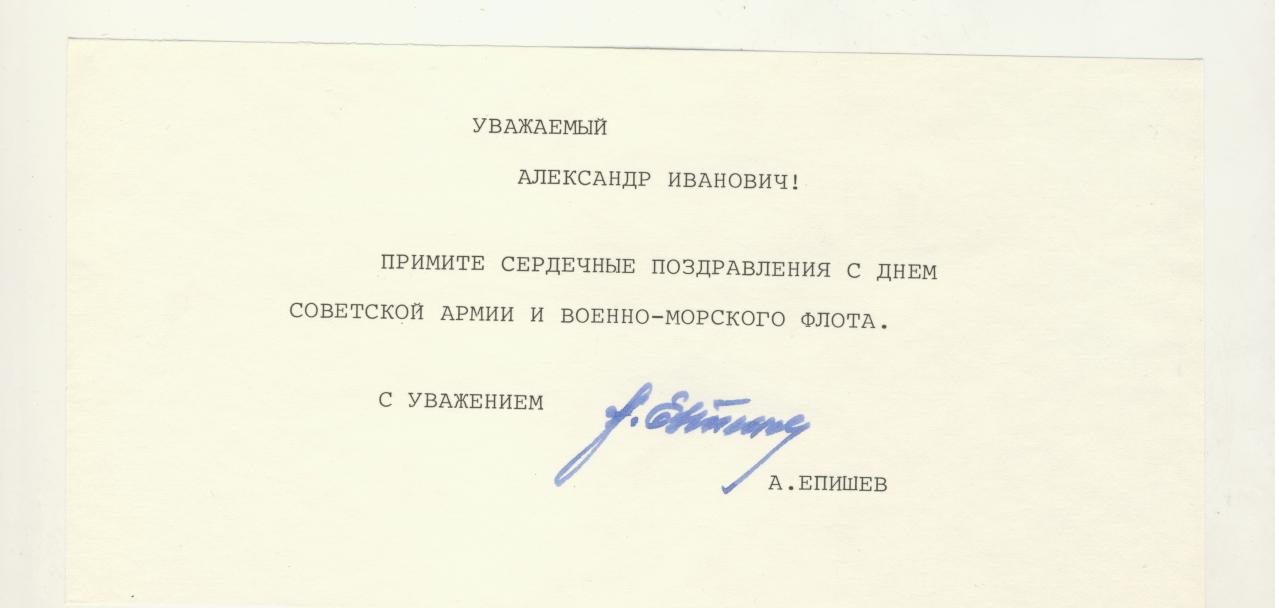 УВАЖАЕМЫЙ
АЛЕКСАНДР ИВАНОВИЧ!
ПРИМИТЕ СЕРДЕЧНЫЕ ПОЗДРАВЛЕНИЯ С ДНЕМ
СОВЕТСКОЙ АРМИИ И ВОЕННО-МОРСКОГО ФЛОТА.
С УВАЖЕНИЕМ
А.ЕПИШЕВ